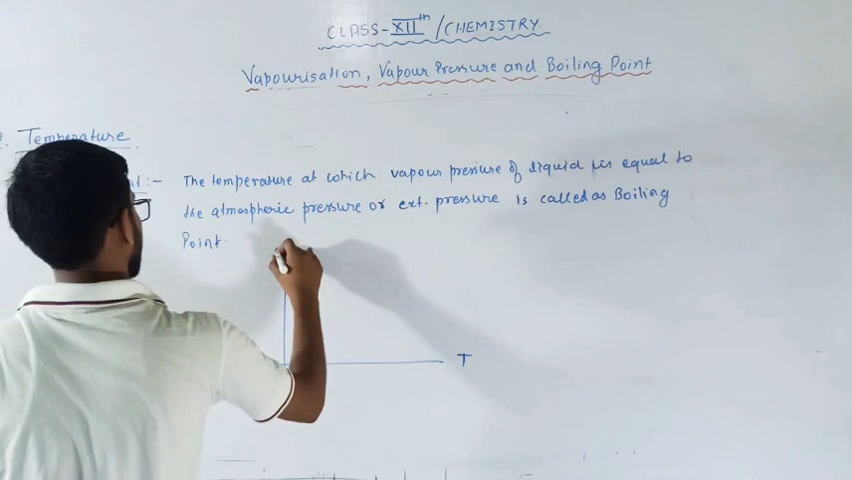 CLASS-XIIth/CHEMISTRY.
Vapourisation, Vapour Pressure and Boiling Point
Temperature
:- The temperature at which vapour pressure of liquid is equal to
the atmospheric pressure or ext. pressure is called as Boiling
Point.
T